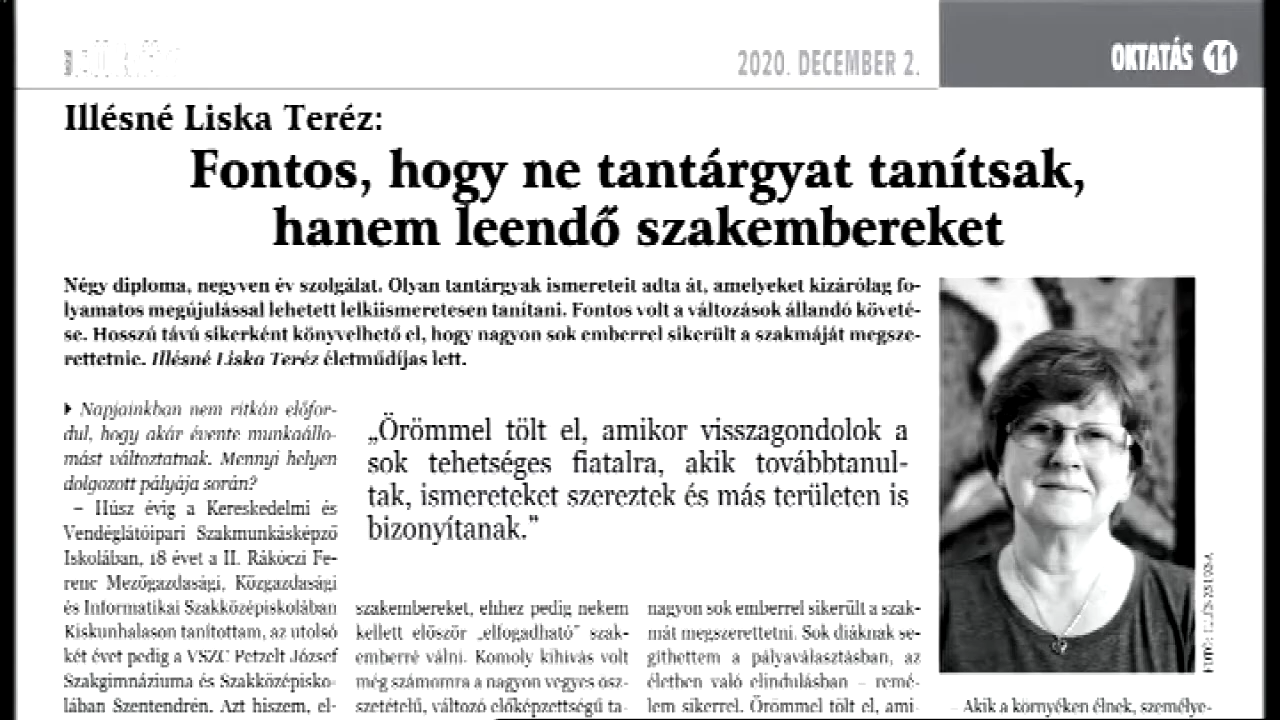 2020. DECEMBER 2.
OKTATÁS 11
Illésné Liska Teréz:
Fontos, hogy ne tantárgyat tanítsak,
hanem leendő szakembereket
Négy diploma, negyven év szolgálat. Olyan tantárgyak ismereteit adta át, amelyeket kizárólag fo-
lyamatos megújulással lehetett lelkiismeretesen tanítani. Fontos volt a változások állandó követé-
se. Hosszú távú sikerként könyvelhető el, hogy nagyon sok emberrel sikerült a szakmáját megsze-
rettetnie. Illésné Liska Teréz életműdíjas lett.
Napjainkban nem ritkán előfor-
dul, hogy akár évente munkaállo-
mást változtatnak. Mennyi helyen
dolgozott pályája során?
– Húsz évig a Kereskedelmi és
Vendéglátóipari Szakmunkásképző
Iskolában, 18 évet a II. Rákóczi Fe-
renc Mezőgazdasági, Közgazdasági
és Informatikai Szakközépiskolában
Kiskunhalason tanítottam, az utolsó
két évet pedig a VSZC Petzelt József
Szakgimnáziuma és Szakközépisko-
lában Szentendrén. Azt hiszem, el-
„Örömmel tölt el, amikor visszagondolok a
sok tehetséges fiatalra, akik továbbtanul-
tak, ismereteket szereztek és más területen is
bizonyítanak.”
szakembereket, ehhez pedig nekem
kellett először „elfogadható” szak-
emberré válni. Komoly kihívás volt
még számomra a nagyon vegyes ösz-
szetételű, változó előképzettségű ta-
nagyon sok emberrel sikerült a szak-
mát megszerettetni. Sok diáknak se-
gíthettem a pályaválasztásban, az
életben való elindulásban – remé-
lem sikerrel. Örömmel tölt el, ami-
– Akik a környéken élnek, személye-